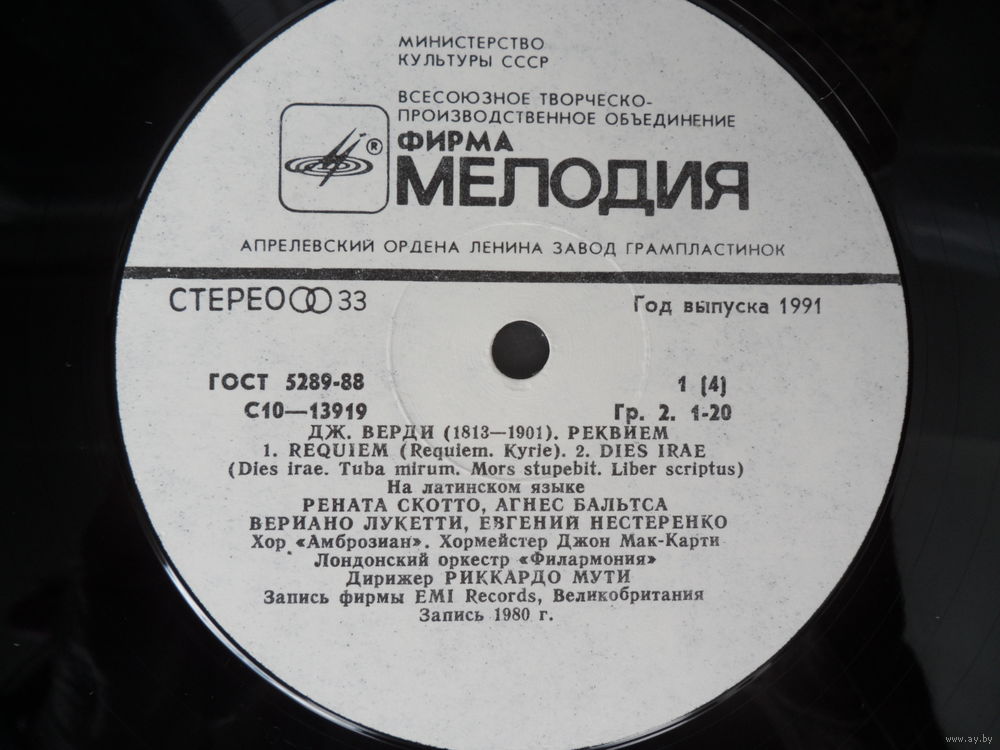 МИНИСТЕРСТВО
КУЛЬТУРЫ СССР
ВСЕСОЮЗНОЕ ТВОРЧЕСКО-
ПРОИЗВОДСТВЕННОЕ ОБЪЕДИНЕНИЕ
ФИРМА
®
МЕЛОДИЯ
АПРЕЛЕВСКИЙ ОРДЕНА ЛЕНИНА ЗАВОД ГРАМПЛАСТИНОК
СТЕРЕО 33 Год выпуска 1991
ГОСТ 5289-88 1 (4)
С10—13919 Гр. 2. 1-20
ДЖ. ВЕРДИ (1813—1901). РЕКВИЕМ
1. REQUIEM (Requiem. Kyrie). 2. DIES IRAE
(Dies irae. Tuba mirum. Mors stupebit. Liber scriptus)
На латинском языке
РЕНАТА СКОТТО, АГНЕС БАЛЬТСА
ВЕРИАНО ЛУКЕТТИ, ЕВГЕНИЙ НЕСТЕРЕНКО
Хор «Амброзиан». Хормейстер Джон Мак-Карти
Лондонский оркестр «Филармония»
Дирижер РИККАРДО МУТИ
Запись фирмы EMI Records, Великобритания
Запись 1980 г.
www.ay.by